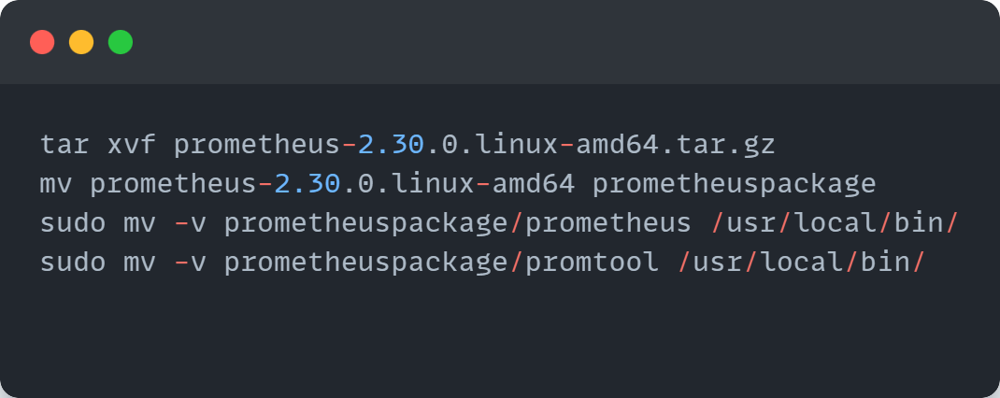 tar xvf prometheus-2.30.0.linux-amd64.tar.gz
mv prometheus-2.30.0.linux-amd64 prometheuspackage
sudo mv -v prometheuspackage/prometheus /usr/local/bin/
sudo mv -v prometheuspackage/promtool /usr/local/bin/